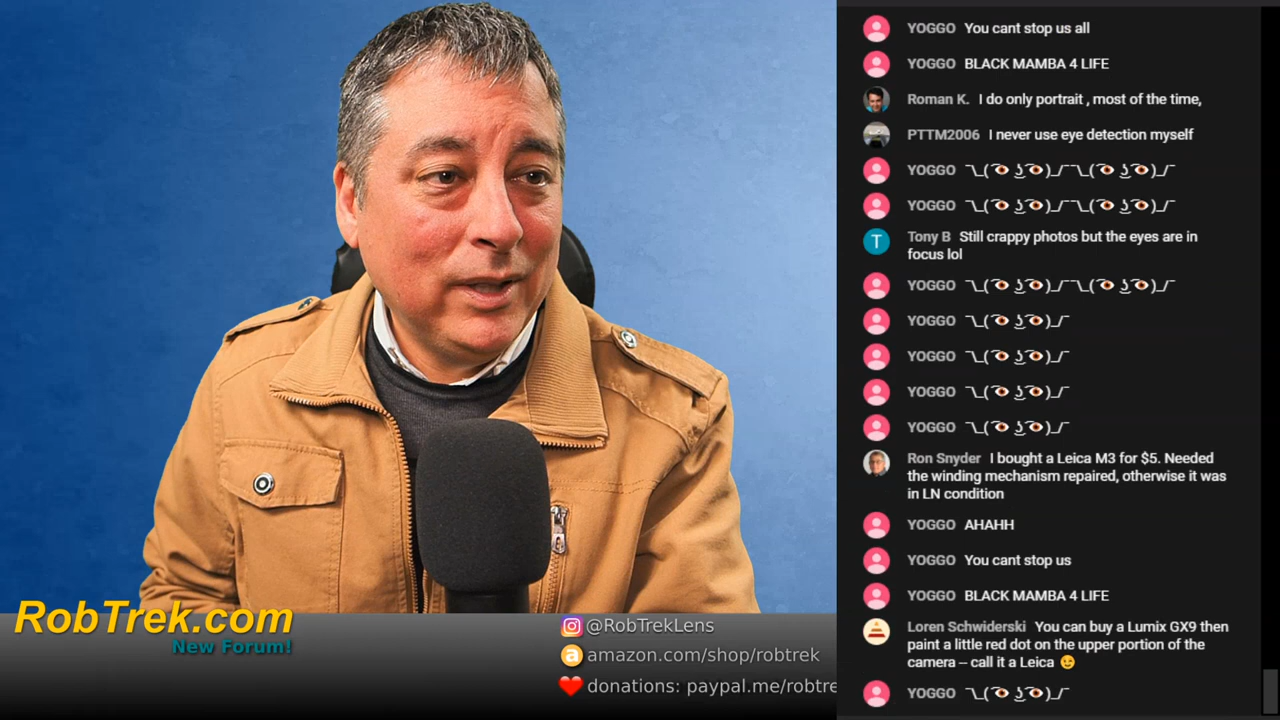 RobTrek.com
New Forum!
@RobTrekLens
a
amazon.com/shop/robtrek
donations: paypal.me/robtre
YOGGO You cant stop us all
YOGGO BLACK MAMBA 4 LIFE
Roman K. I do only portrait , most of the time,
PTTM2006 I never use eye detection myself
YOGGO ¯\_(👁 ͜ʖ👁)_/¯¯\_(👁 ͜ʖ👁)_/¯
YOGGO ¯\_(👁 ͜ʖ👁)_/¯¯\_(👁 ͜ʖ👁)_/¯
T
Tony B Still crappy photos but the eyes are in
focus lol
YOGGO ¯\_(👁 ͜ʖ👁)_/¯¯\_(👁 ͜ʖ👁)_/¯
YOGGO ¯\_(👁 ͜ʖ👁)_/¯
YOGGO ¯\_(👁 ͜ʖ👁)_/¯
YOGGO ¯\_(👁 ͜ʖ👁)_/¯
YOGGO ¯\_(👁 ͜ʖ👁)_/¯
Ron Snyder I bought a Leica M3 for $5. Needed
the winding mechanism repaired, otherwise it was
in LN condition
YOGGO AHAHH
YOGGO You cant stop us
YOGGO BLACK MAMBA 4 LIFE
Loren Schwiderski You can buy a Lumix GX9 then
paint a little red dot on the upper portion of the
camera -- call it a Leica 😉
YOGGO ¯\_(👁 ͜ʖ👁)_/¯